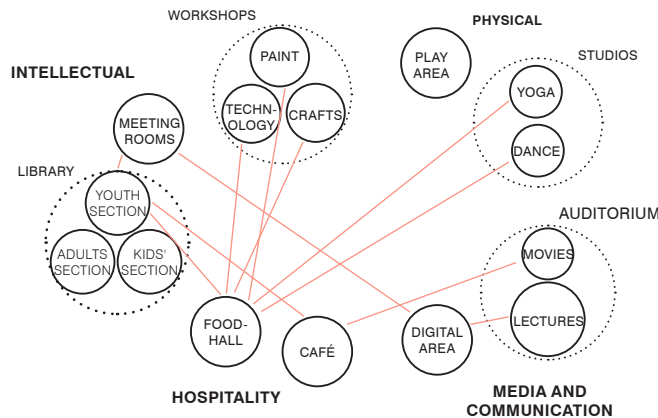 WORKSHOPS
PHYSICAL
PAINT
PLAY
AREA
STUDIOS
INTELLECTUAL
YOGA
TECHN-
OLOGY
CRAFTS
MEETING
ROOMS
DANCE
LIBRARY
YOUTH
SECTION
AUDITORIUM
ADULTS
SECTION
KIDS'
SECTION
MOVIES
LECTURES
FOOD-
HALL
CAFÉ
DIGITAL
AREA
HOSPITALITY
MEDIA AND
COMMUNICATION